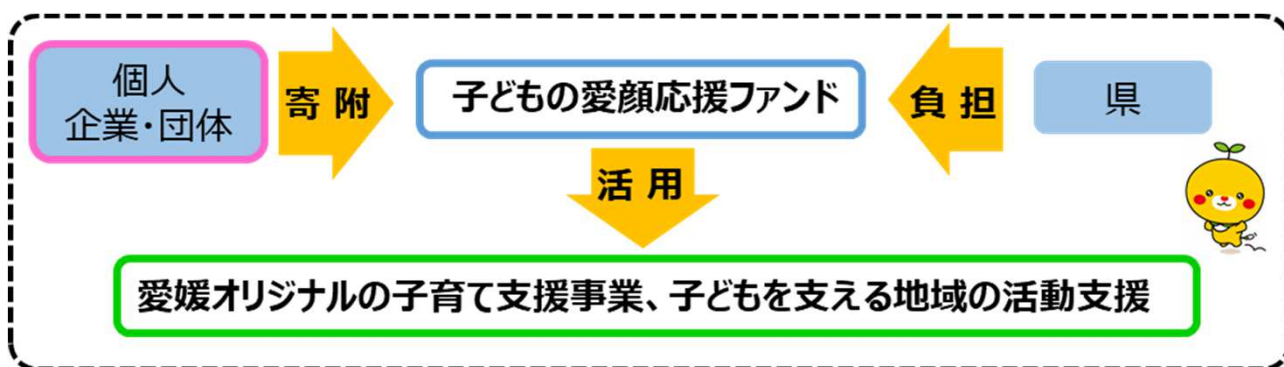 個人
企業・団体
寄附
子どもの愛顔応援ファンド
負担
県
活用
愛媛オリジナルの子育て支援事業、子どもを支える地域の活動支援